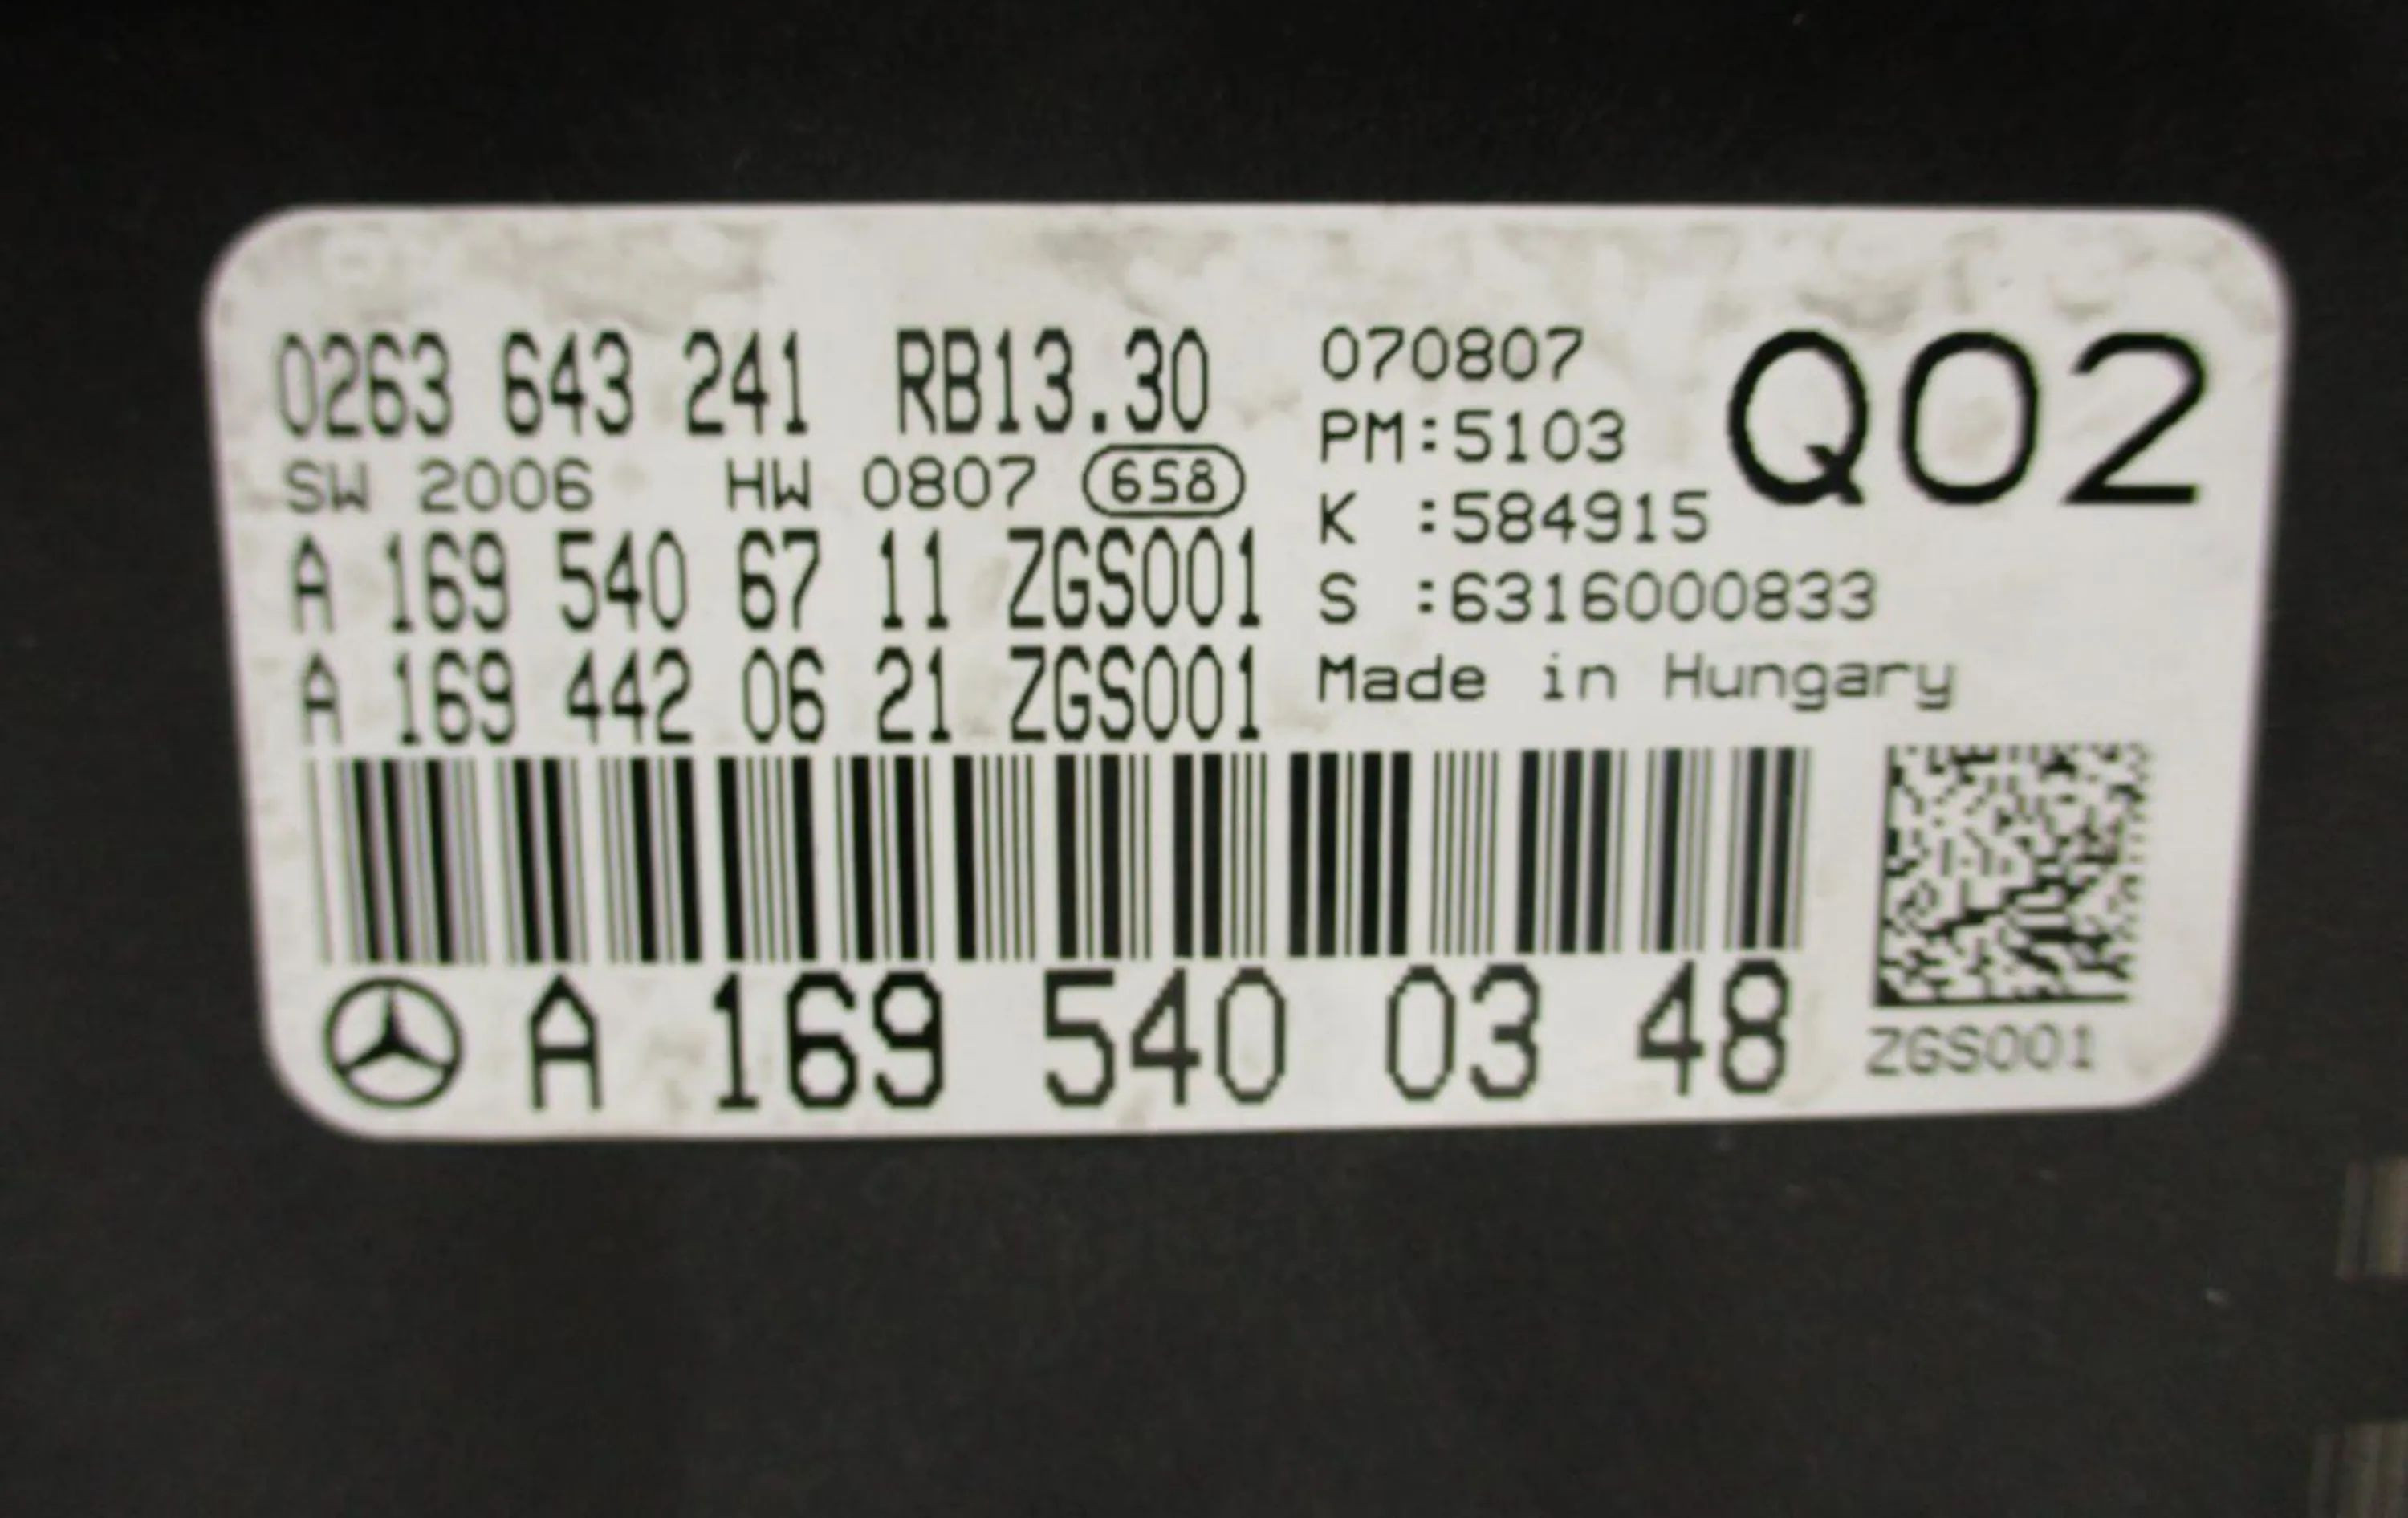 0263 643 241 RB13.30
SW 2006 HW 0807 6S8
A 169 540 67 11 ZGS001
A 169 442 06 21 ZGS001
070807
PM:5103
K :584915
S :6316000833
Made in Hungary
Q02
A 169 540 03 48
ZGS001